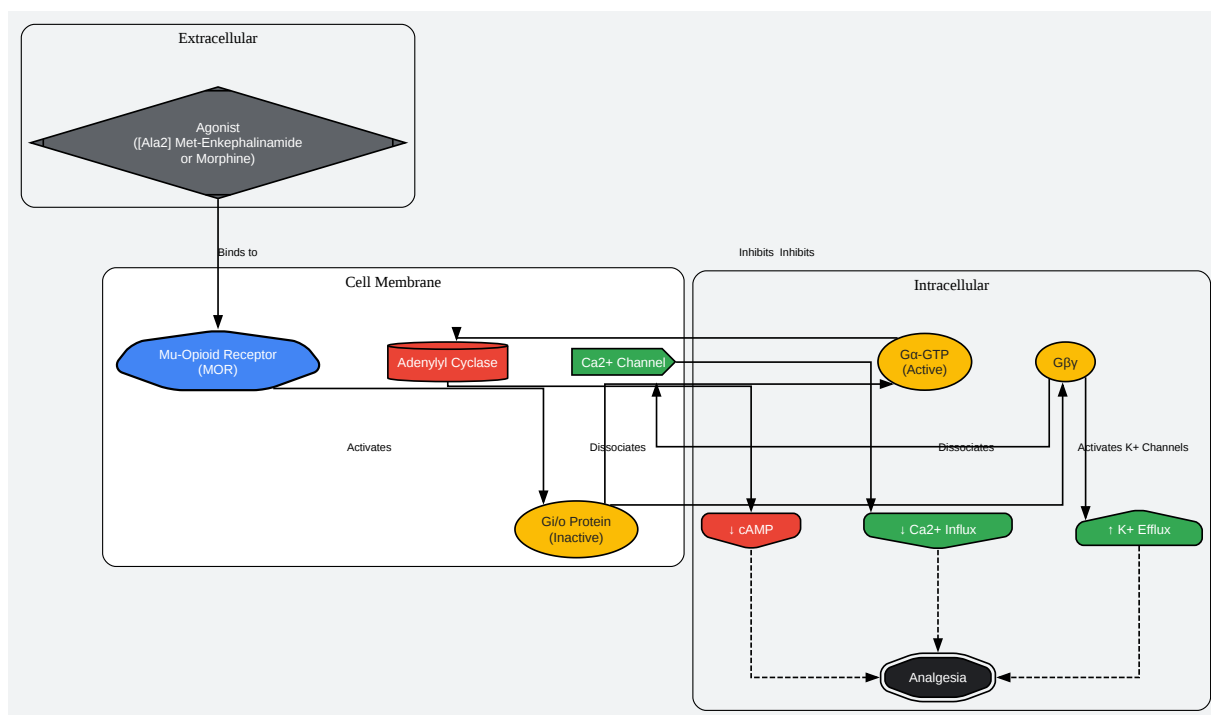 Extracellular
Agonist
([Ala2] Met-Enkephalinamide
or Morphine)
Binds to
Inhibits Inhibits
Cell Membrane
Intracellular
Mu-Opioid Receptor
(MOR)
Adenylyl Cyclase
Ca2+ Channel
Gα-GTP
(Active)
Gβγ
Activates
Dissociates
Dissociates
Activates K+ Channels
Gi/o Protein
(Inactive)
↓ cAMP
↓ Ca2+ Influx
↑ K+ Efflux
Analgesia